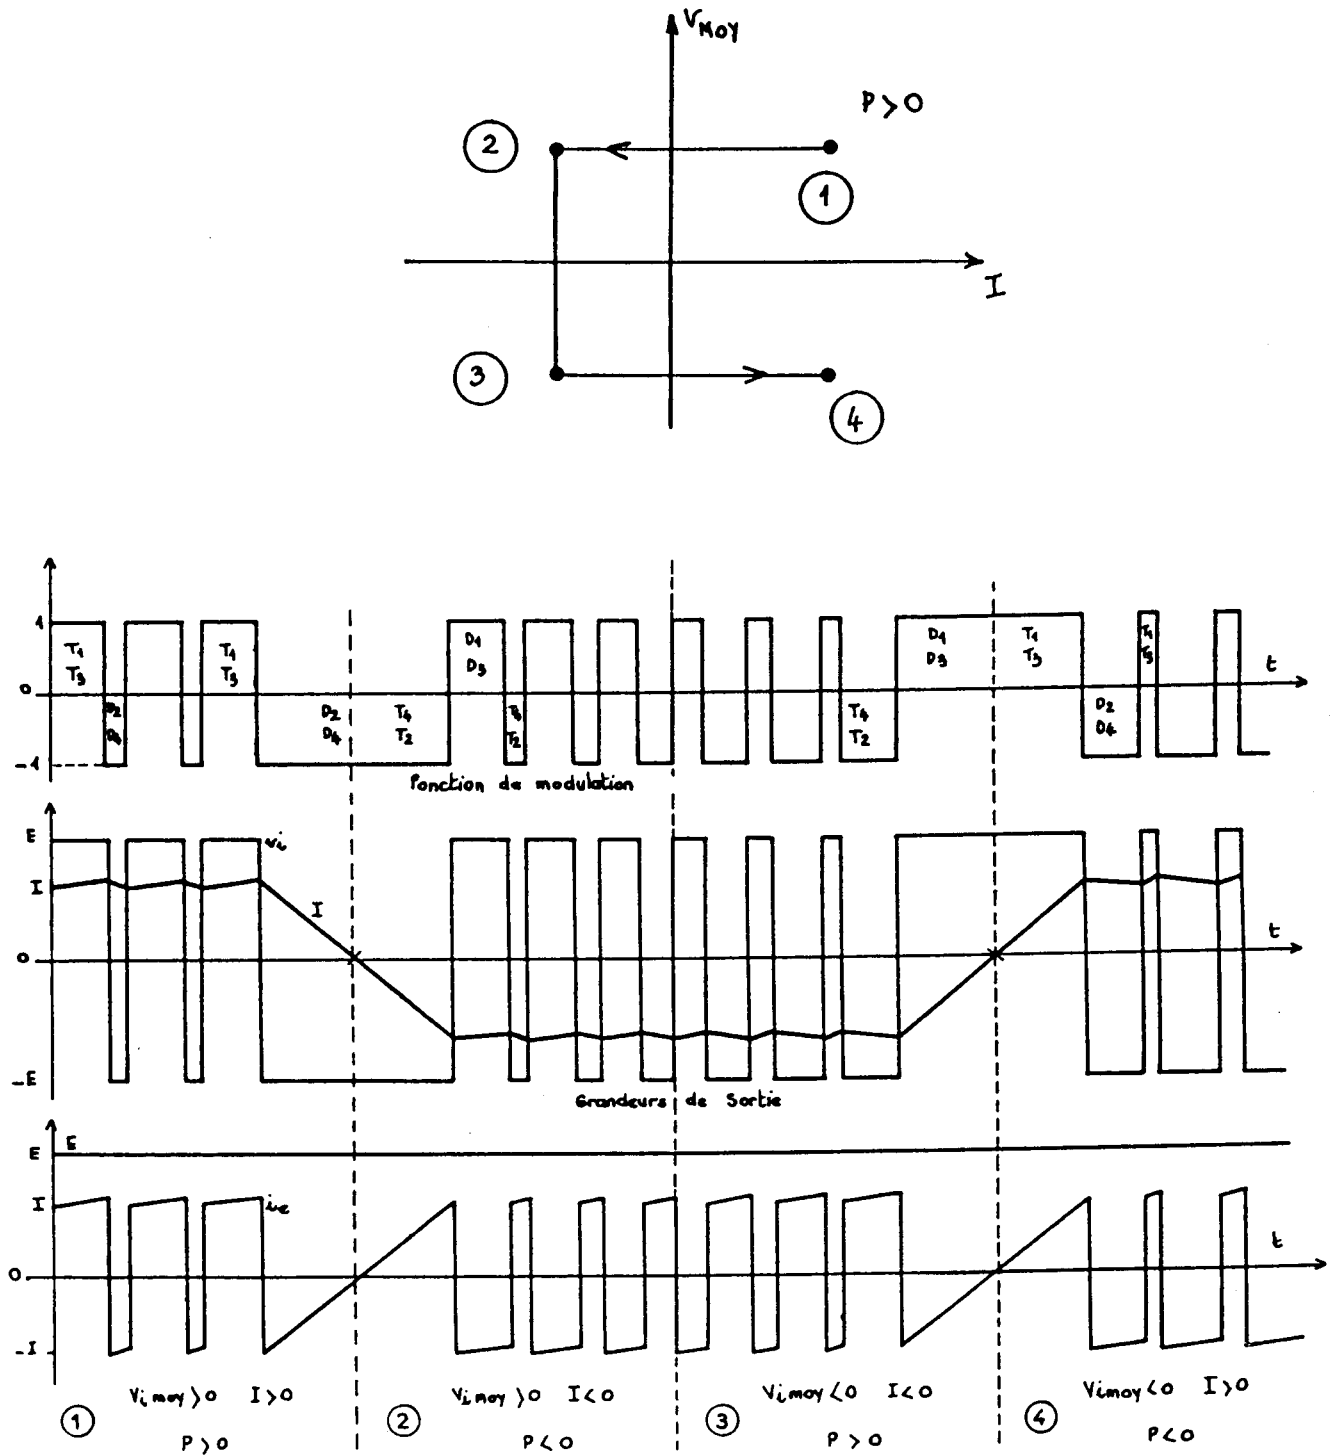 V_MOY
P > 0
2
1
I
3
4
1
T1
T3
D2
D4
T1
T3
D2
D4
T4
T2
D1
D3
T4
T2
T4
T2
D1
D3
T1
T3
D2
D4
T1
T3
t
0
-1
Fonction de modulation
E
vi
I
I
t
0
-E
Grandeurs de Sortie
E
E
I
ie
t
0
-I
Vi moy > 0 I > 0
Vi moy > 0 I < 0
Vi moy < 0 I < 0
Vi moy < 0 I > 0
1
2
3
4
P > 0
P < 0
P > 0
P < 0